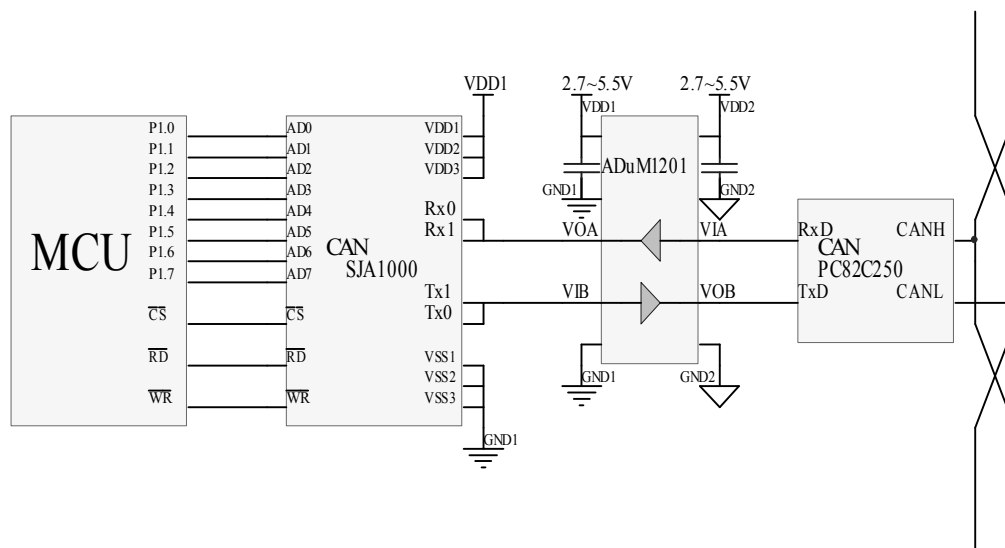 MCU
P1.0
P1.1
P1.2
P1.3
P1.4
P1.5
P1.6
P1.7
CS
RD
WR
AD0
AD1
AD2
AD3
AD4
AD5
AD6
AD7
CS
RD
WR
CAN
SJA1000
VDD1
VDD1
VDD2
VDD3
Rx0
Rx1
Tx1
Tx0
VSS1
VSS2
VSS3
GND1
2.7~5.5V
VDD1
GND1
2.7~5.5V
VDD2
GND2
ADuM1201
VOA
VIA
VIB
VOB
GND1
GND2
RxD
CANH
CAN
PC82C250
TxD
CANL